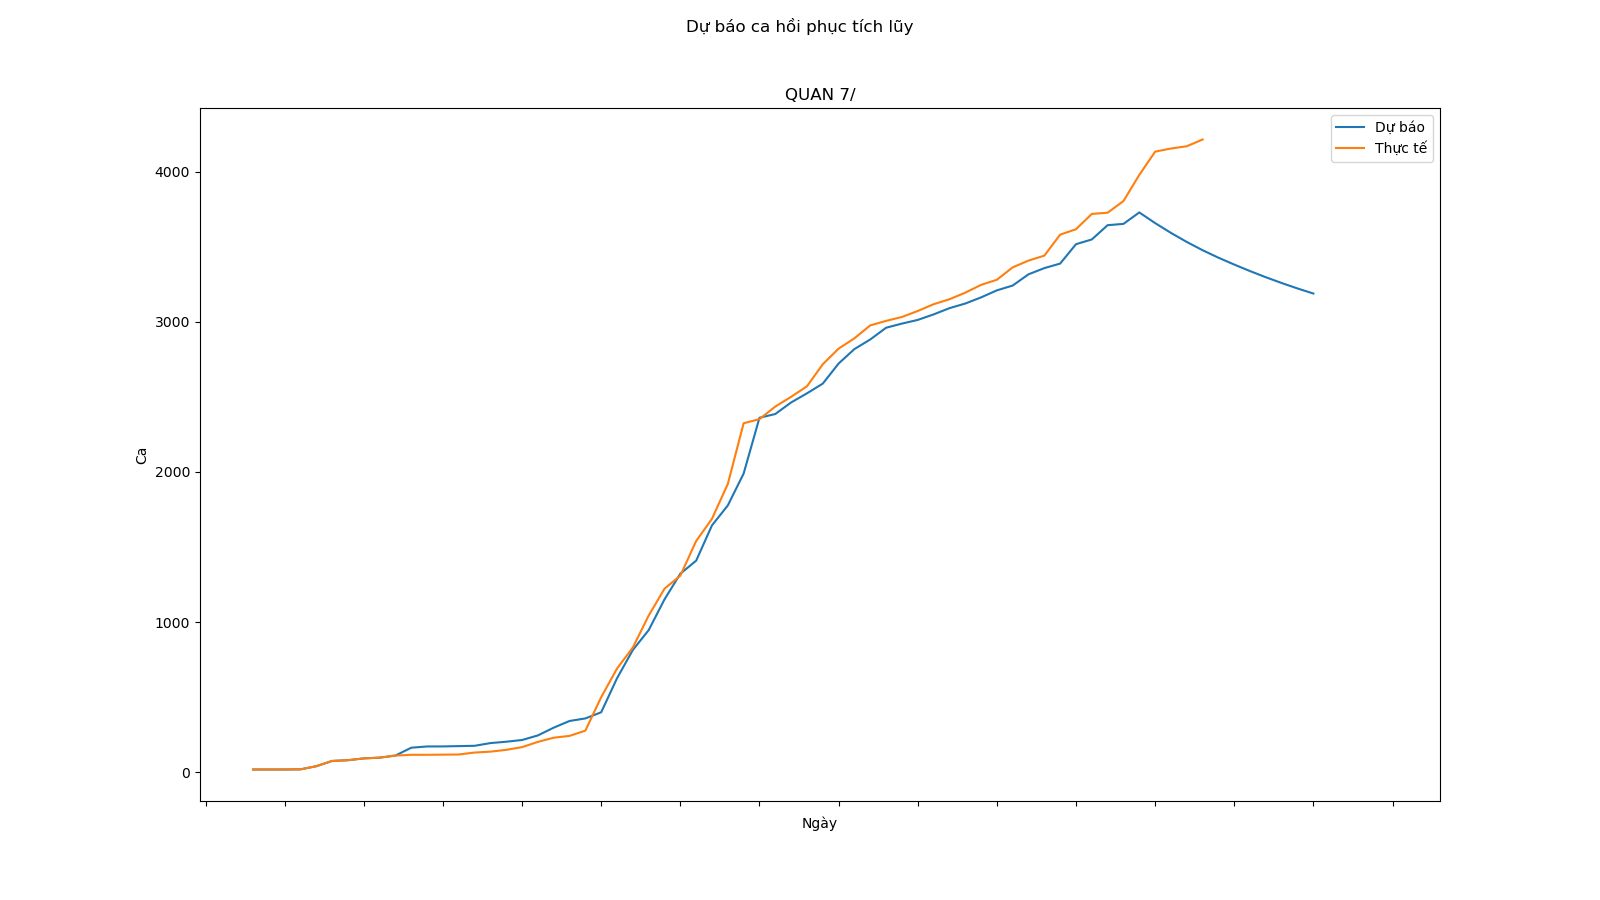 Dự báo ca hồi phục tích lũy
QUAN 7/
Dự báo
Thực tế
4000
3000
2000
1000
0
Ca
Ngày